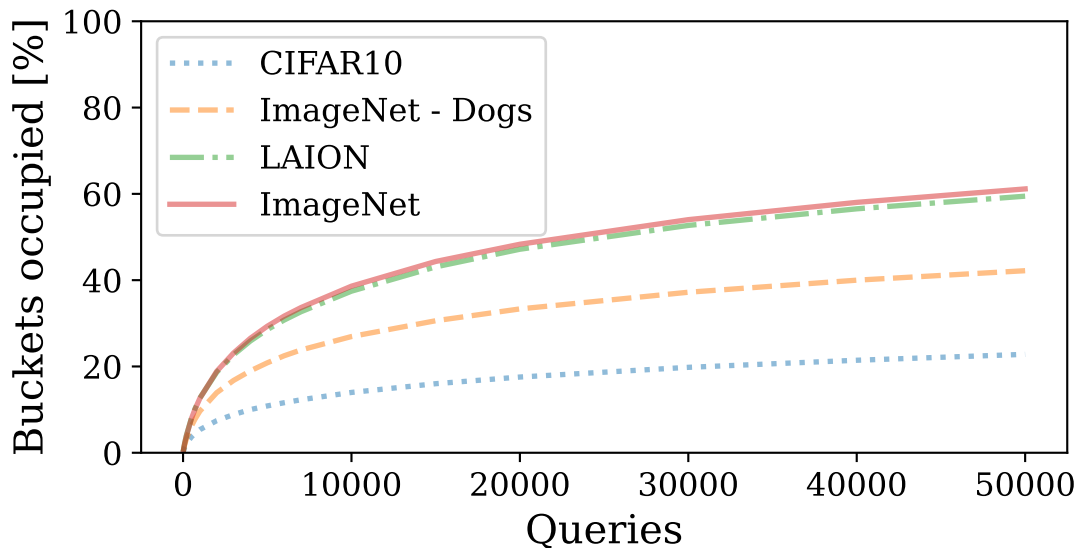 Buckets occupied [%]
100
80
60
40
20
0
CIFAR10
ImageNet - Dogs
LAION
ImageNet
0 10000 20000 30000 40000 50000
Queries